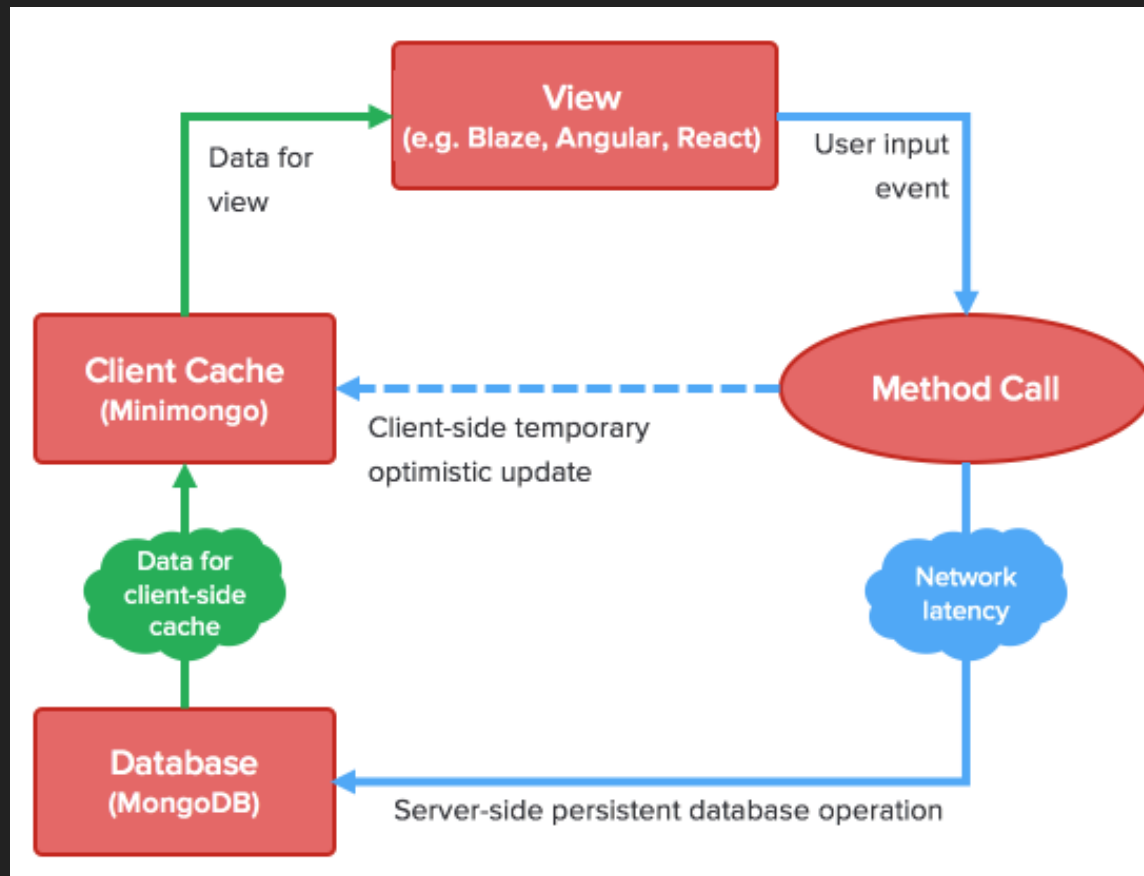 View
(e.g. Blaze, Angular, React)
Data for
view
User input
event
Client Cache
(Minimongo)
Method Call
Client-side temporary
optimistic update
Data for
client-side
cache
Network
latency
Database
(MongoDB)
Server-side persistent database operation